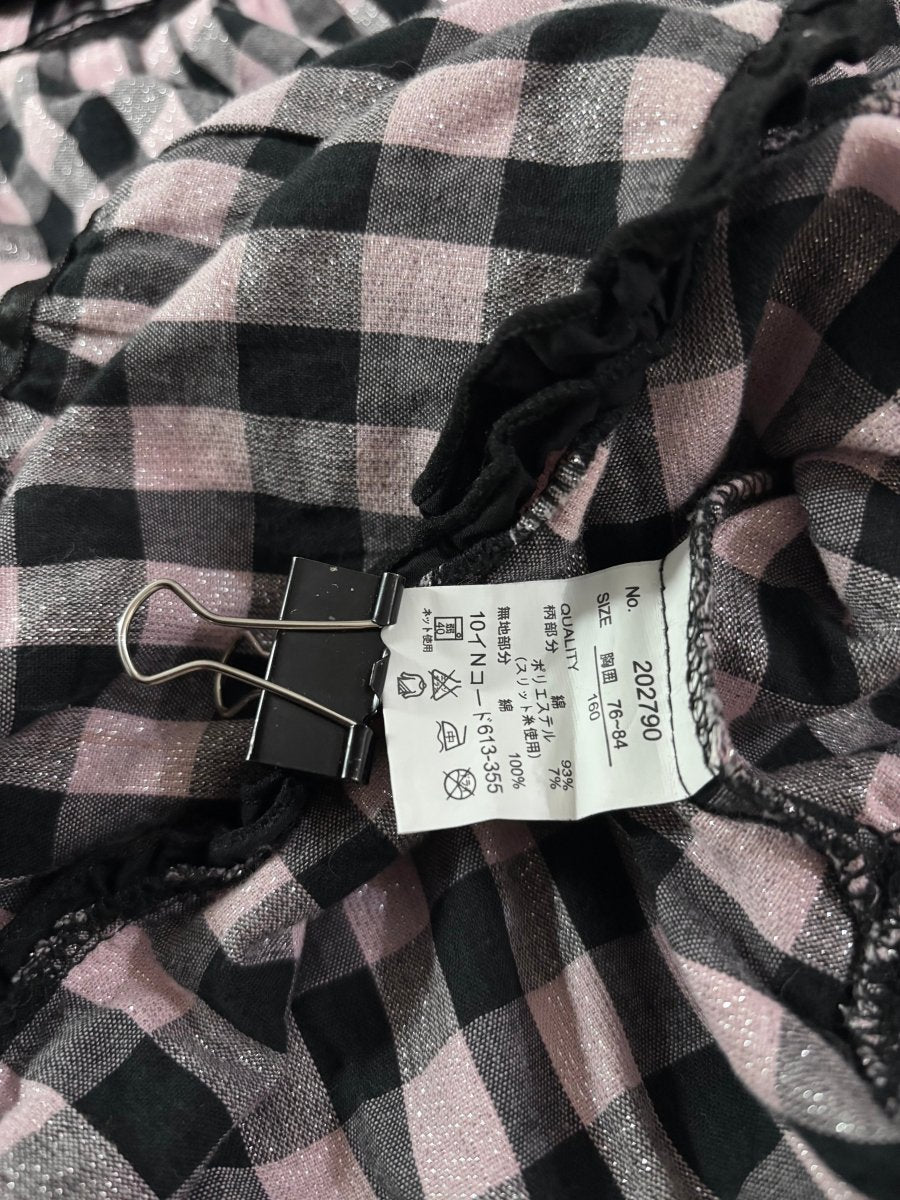 No. 202790
SIZE 胸囲 76~84
160
QUALITY
柄部分 綿 93%
ポリエステル 7%
(スリット糸使用)
無地部分 綿 100%
10イNコード613-355
弱
40
ネット使用